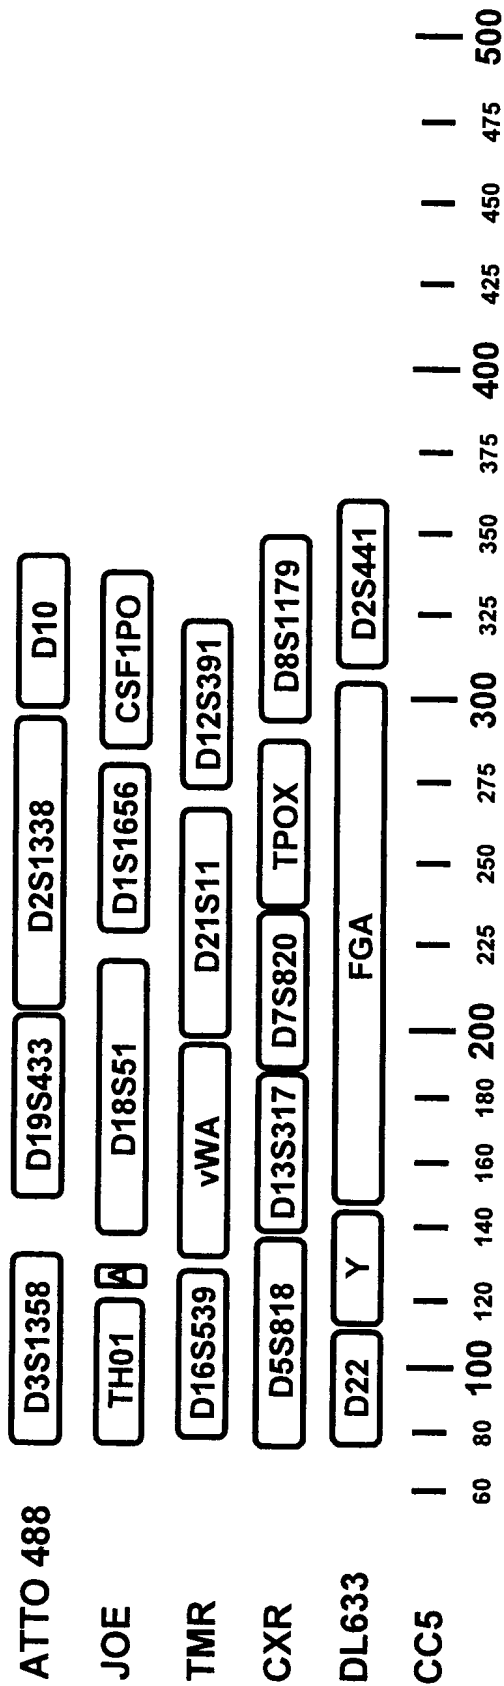 ATTO 488 D3S1358 D19S433 D2S1338 D10
JOE TH01 A D18S51 D1S1656 CSF1PO
TMR D16S539 vWA D21S11 D12S391
CXR D5S818 D13S317 D7S820 TPOX D8S1179
DL633 D22 Y FGA D2S441
CC5
60 80 100 120 140 160 180 200 225 250 275 300 325 350 375 400 425 450 475 500